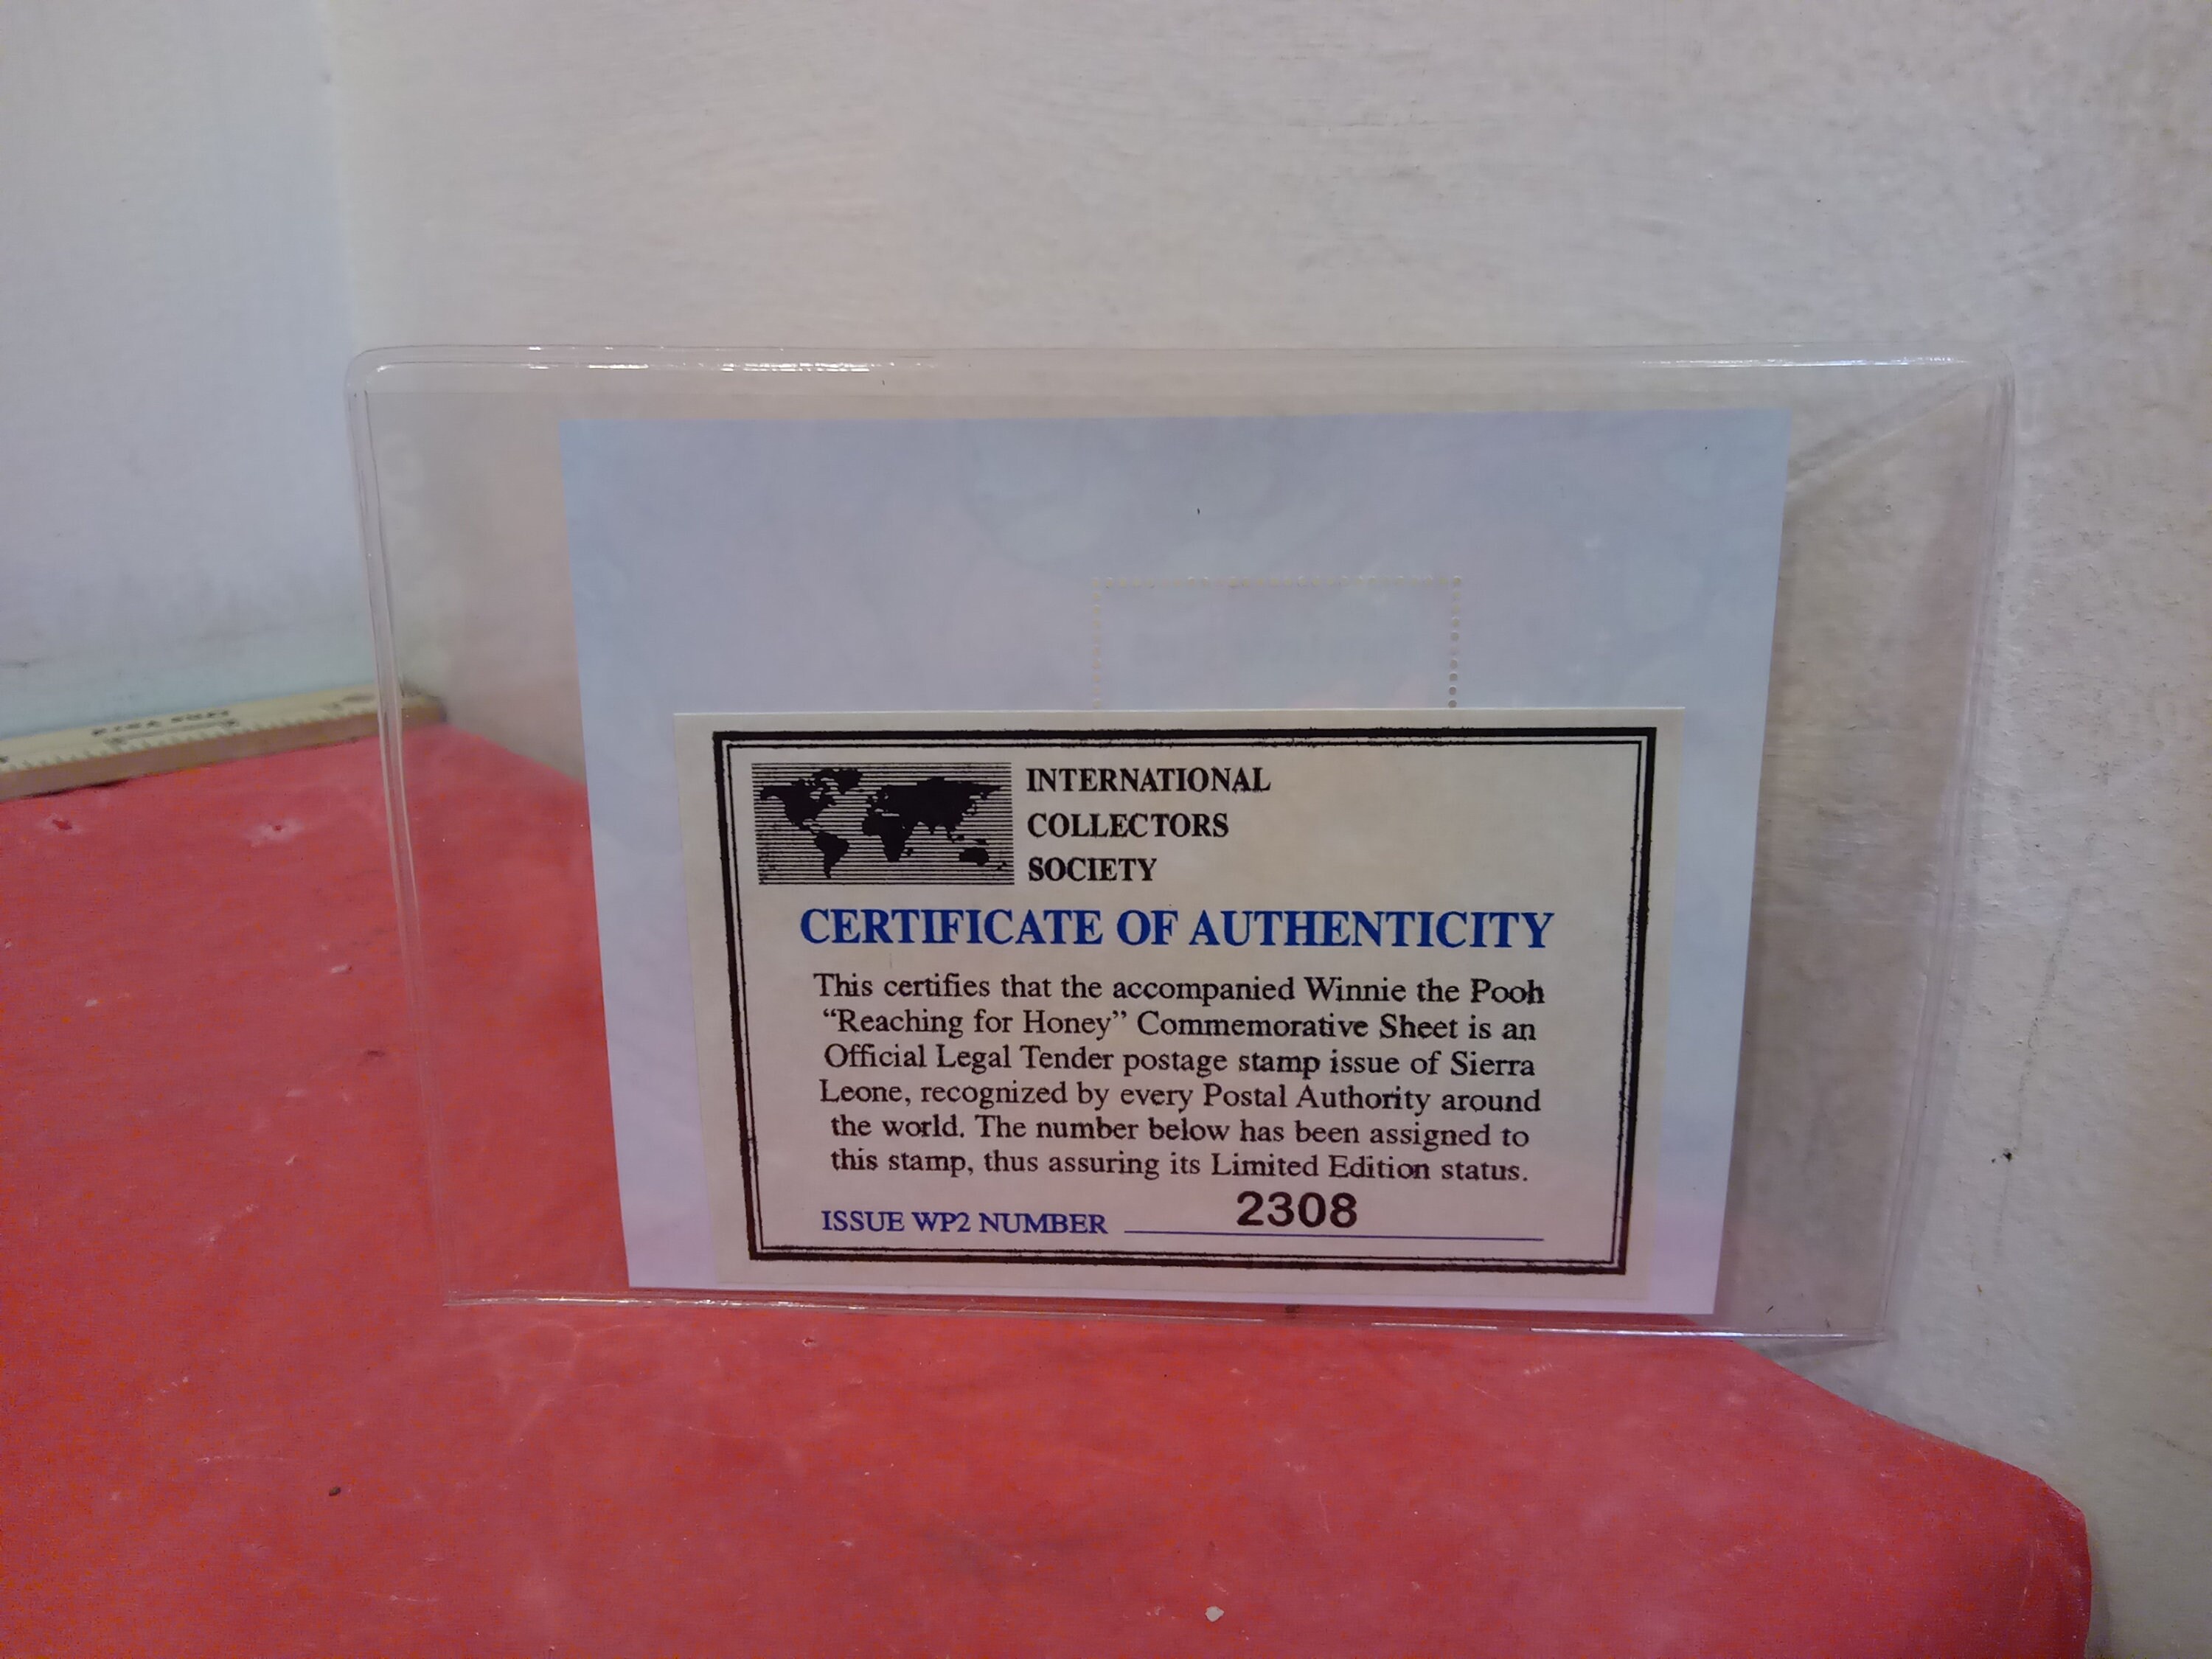 INTERNATIONAL
COLLECTORS
SOCIETY
CERTIFICATE OF AUTHENTICITY
This certifies that the accompanied Winnie the Pooh
“Reaching for Honey” Commemorative Sheet is an
Official Legal Tender postage stamp issue of Sierra
Leone, recognized by every Postal Authority around
the world. The number below has been assigned to
this stamp, thus assuring its Limited Edition status.
ISSUE WP2 NUMBER 2308